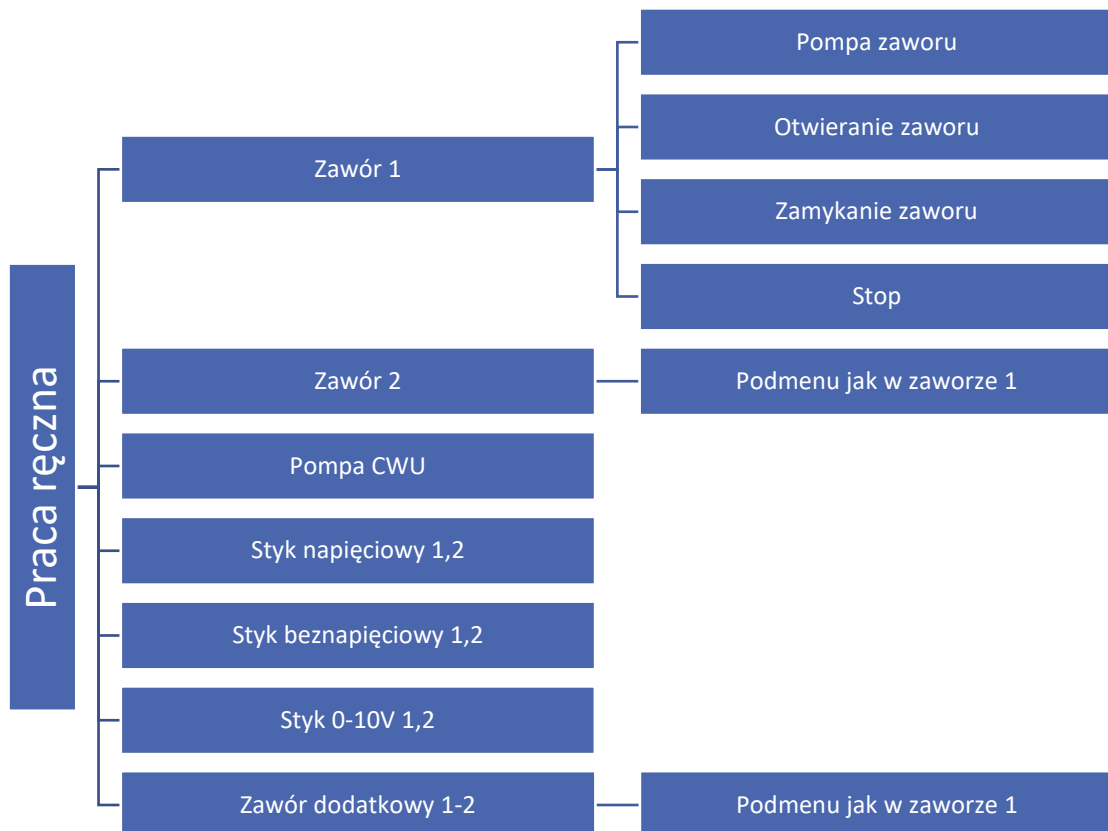 Praca ręczna
Zawór 1
Pompa zaworu
Otwieranie zaworu
Zamykanie zaworu
Stop
Zawór 2
Podmenu jak w zaworze 1
Pompa CWU
Styk napięciowy 1,2
Styk beznapięciowy 1,2
Styk 0-10V 1,2
Zawór dodatkowy 1-2
Podmenu jak w zaworze 1